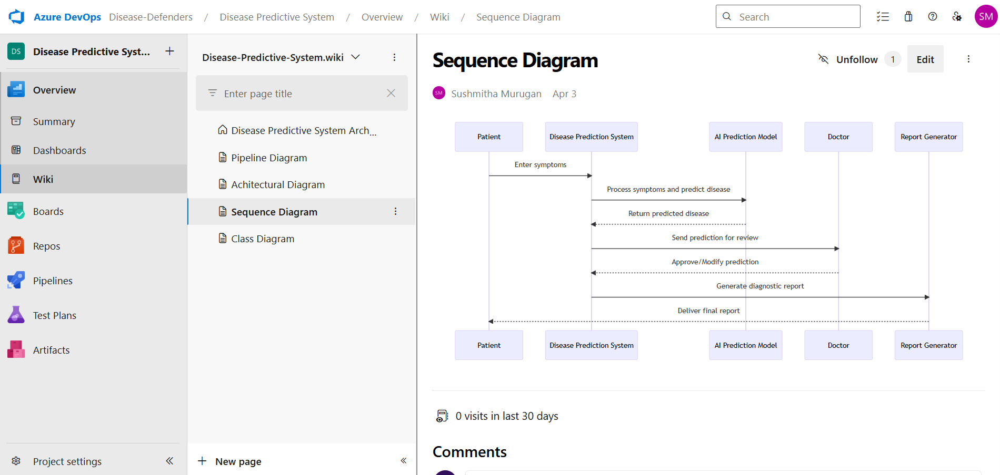 Azure DevOps Disease-Defenders / Disease Predictive System / Overview / Wiki / Sequence Diagram
Search
SM
DS Disease Predictive Syst...
Overview
Summary
Dashboards
Wiki
Boards
Repos
Pipelines
Test Plans
Artifacts
Project settings
Disease-Predictive-System.wiki
Enter page title
Disease Predictive System Arch...
Pipeline Diagram
Achitectural Diagram
Sequence Diagram
Class Diagram
New page
Sequence Diagram
Unfollow 1 Edit
SM Sushmitha Murugan Apr 3
Patient Disease Prediction System AI Prediction Model Doctor Report Generator
Enter symptoms
Process symptoms and predict disease
Return predicted disease
Send prediction for review
Approve/Modify prediction
Generate diagnostic report
Deliver final report
Patient Disease Prediction System AI Prediction Model Doctor Report Generator
0 visits in last 30 days
Comments